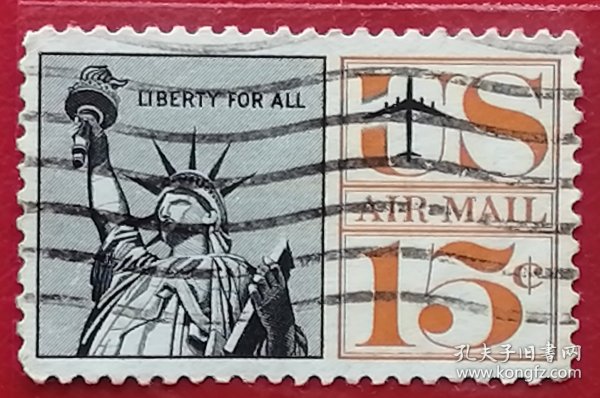 LIBERTY FOR ALL
US
AIR MAIL
15¢
孔夫子旧书网
www.kongfz.com